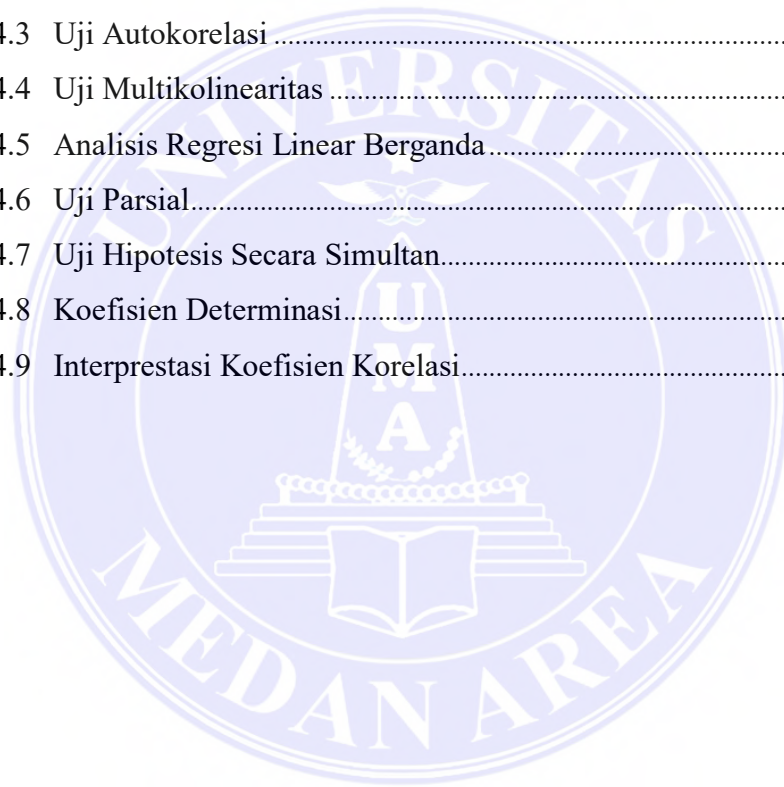 4.3 Uji Autokorelasi
4.4 Uji Multikolinearitas
4.5 Analisis Regresi Linear Berganda
4.6 Uji Parsial
4.7 Uji Hipotesis Secara Simultan
4.8 Koefisien Determinasi
4.9 Interprestasi Koefisien Korelasi
UNIVERSITAS
UMA
MEDAN AREA